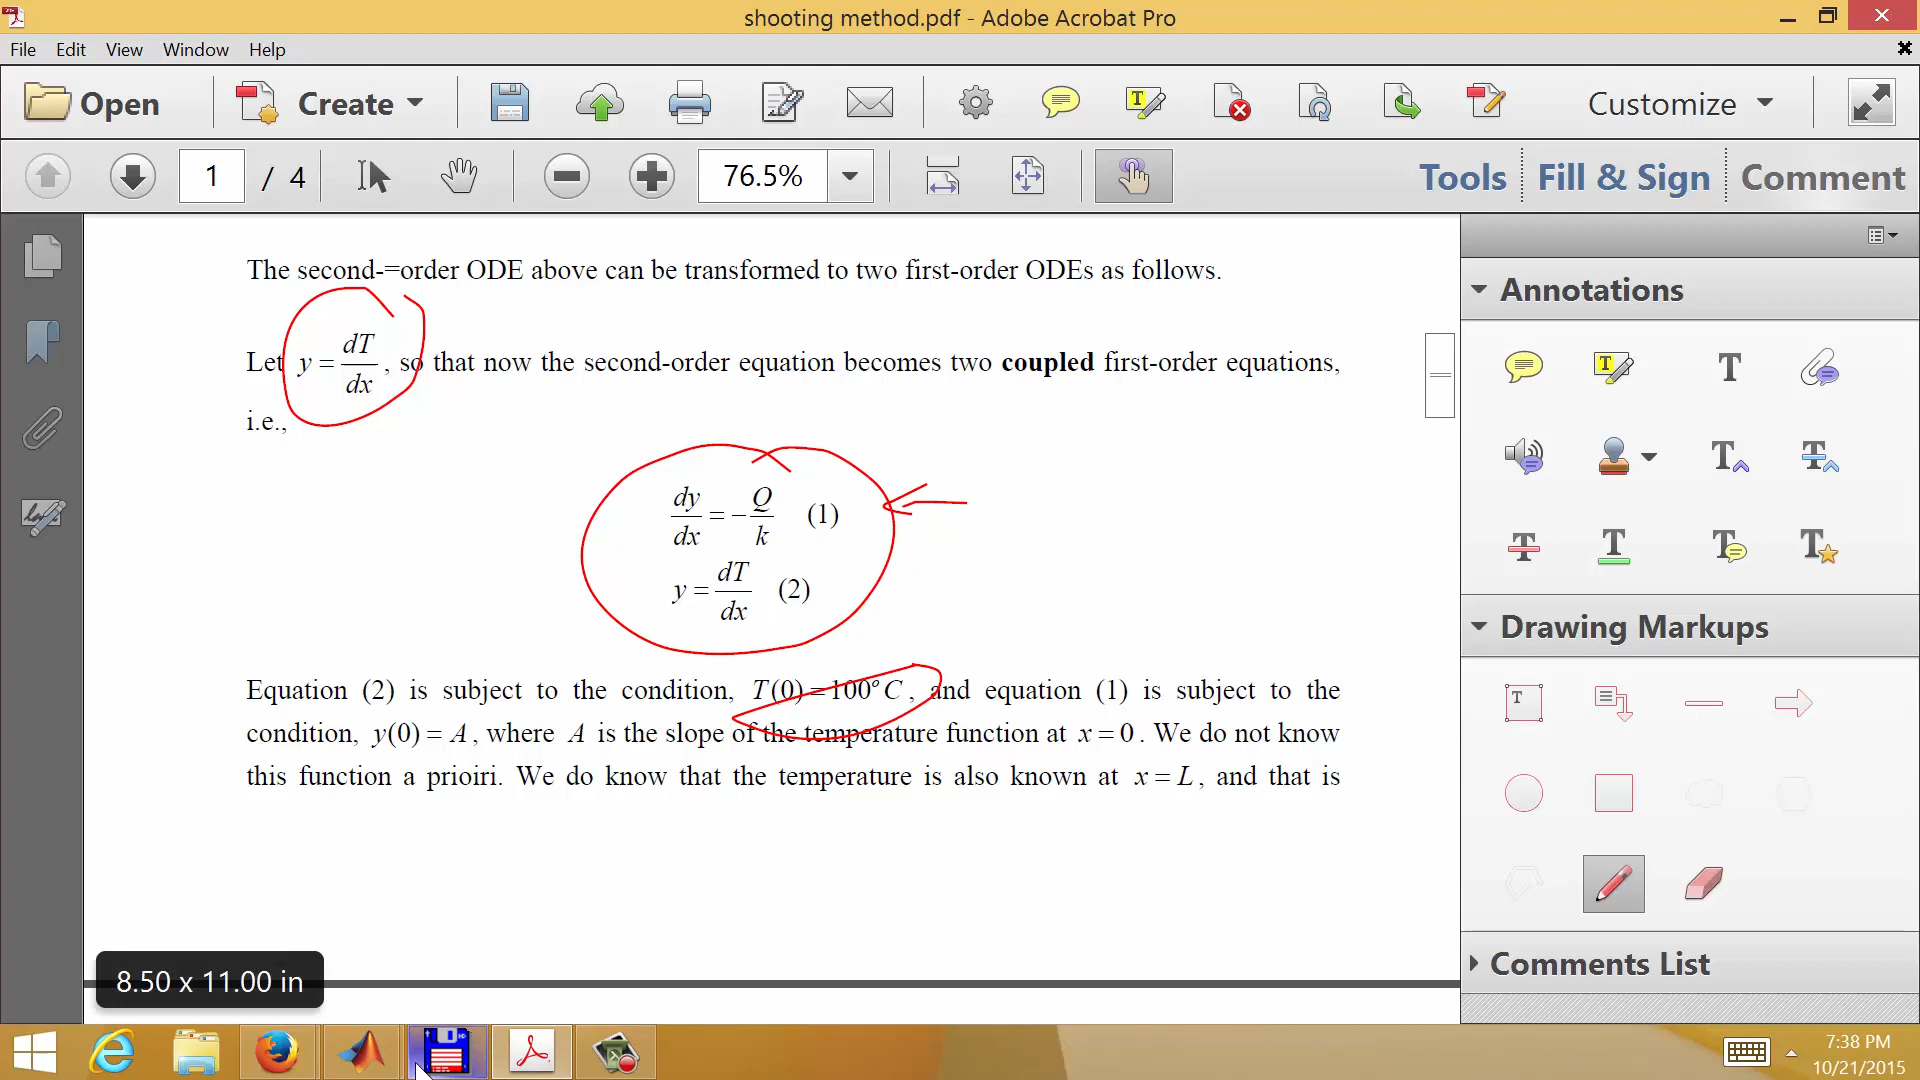 shooting method.pdf - Adobe Acrobat Pro
File Edit View Window Help
Open Create Customize
1 / 4 76.5% Tools Fill & Sign Comment
The second-=order ODE above can be transformed to two first-order ODEs as follows.
Let y = dT/dx , so that now the second-order equation becomes two coupled first-order equations,
i.e.,
dy/dx = −Q/k (1)
y = dT/dx (2)
Equation (2) is subject to the condition, T(0) = 100° C , and equation (1) is subject to the
condition, y(0) = A , where A is the slope of the temperature function at x = 0 . We do not know
this function a prioiri. We do know that the temperature is also known at x = L , and that is
8.50 x 11.00 in
Annotations
Drawing Markups
Comments List
7:38 PM
10/21/2015